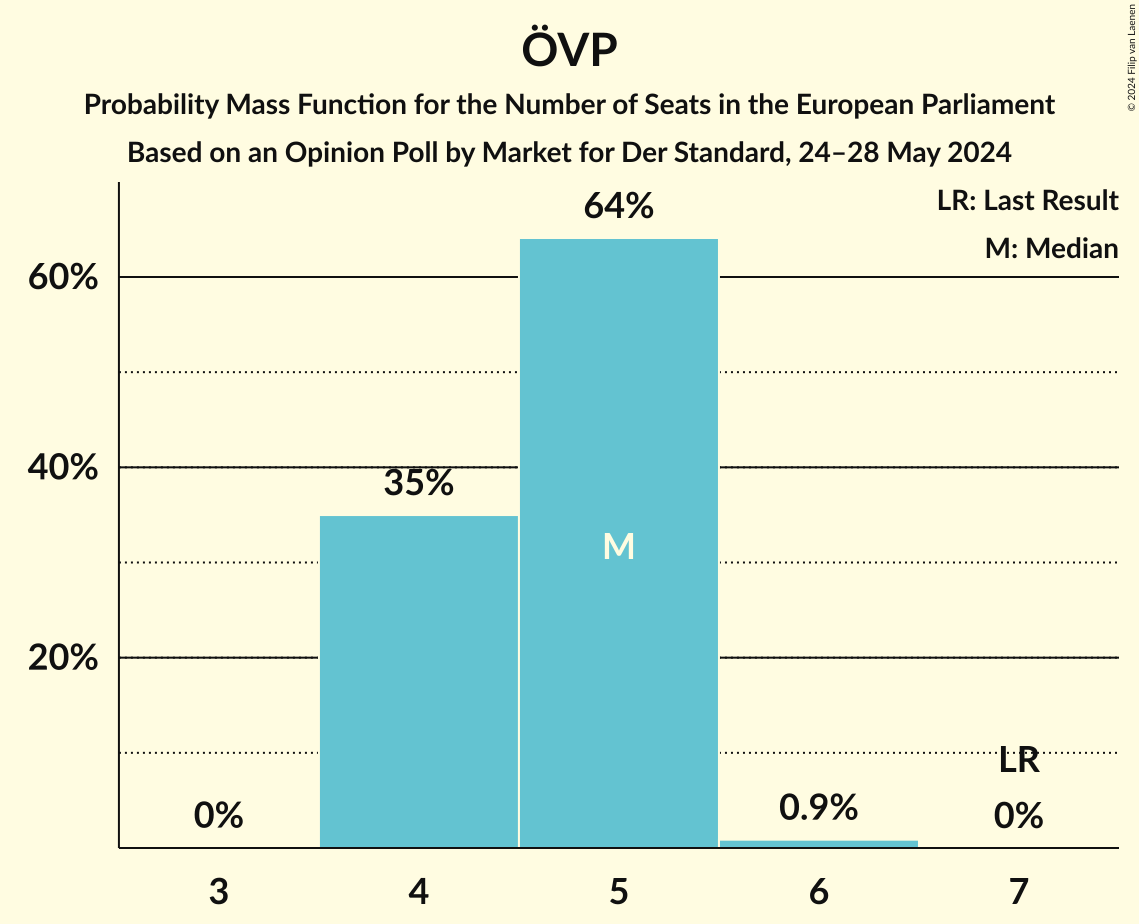 ÖVP
Probability Mass Function for the Number of Seats in the European Parliament
Based on an Opinion Poll by Market for Der Standard, 24–28 May 2024
© 2024 Filip van Laenen
LR: Last Result
M: Median
64%
60%
40%
35%
M
20%
LR
0%
0.9%
0%
3 4 5 6 7